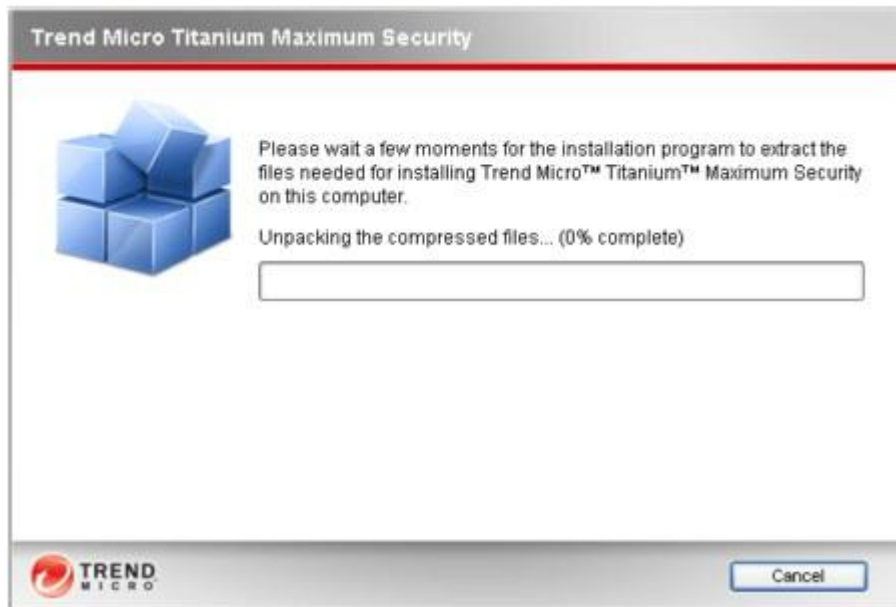 Trend Micro Titanium Maximum Security
Please wait a few moments for the installation program to extract the
files needed for installing Trend Micro™ Titanium™ Maximum Security
on this computer.
Unpacking the compressed files... (0% complete)
TREND
MICRO
Cancel